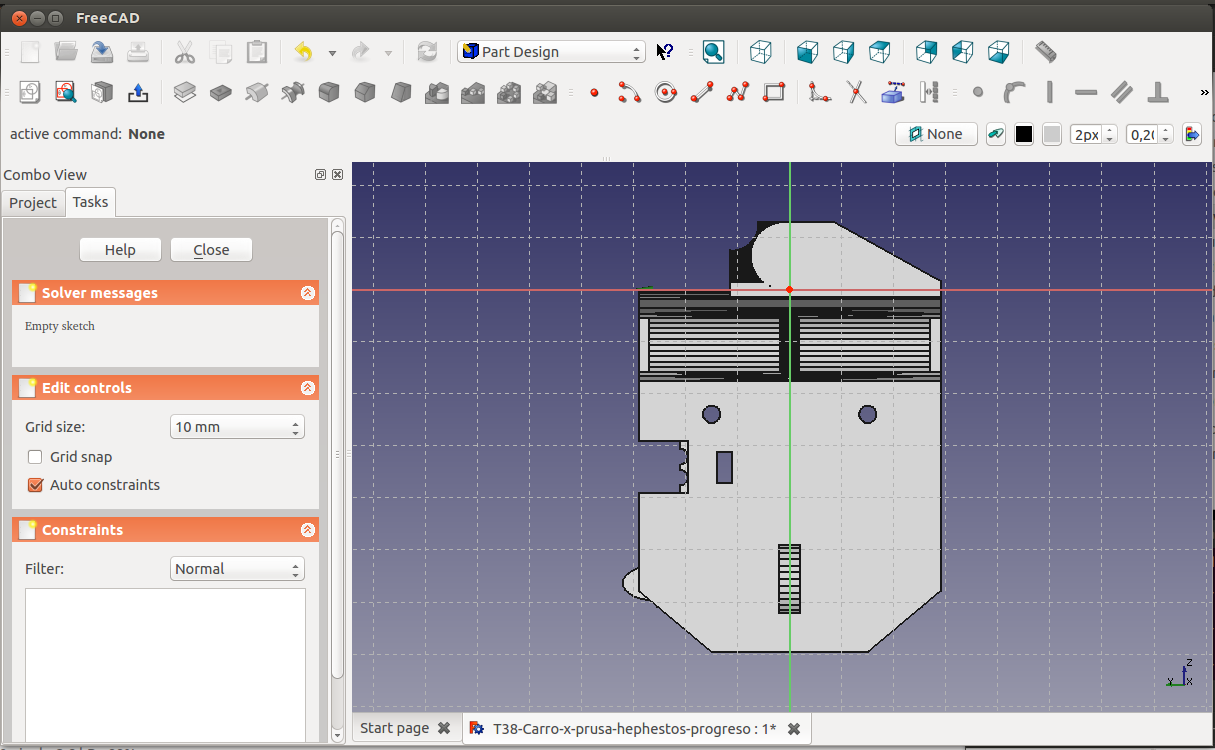 FreeCAD
Part Design
»
active command: None
None
2px
0,2
Combo View
Project
Tasks
Help
Close
Solver messages
Empty sketch
Edit controls
Grid size:
10 mm
Grid snap
Auto constraints
Constraints
Filter:
Normal
Z
Y
X
Start page
T38-Carro-x-prusa-hephestos-progreso : 1*